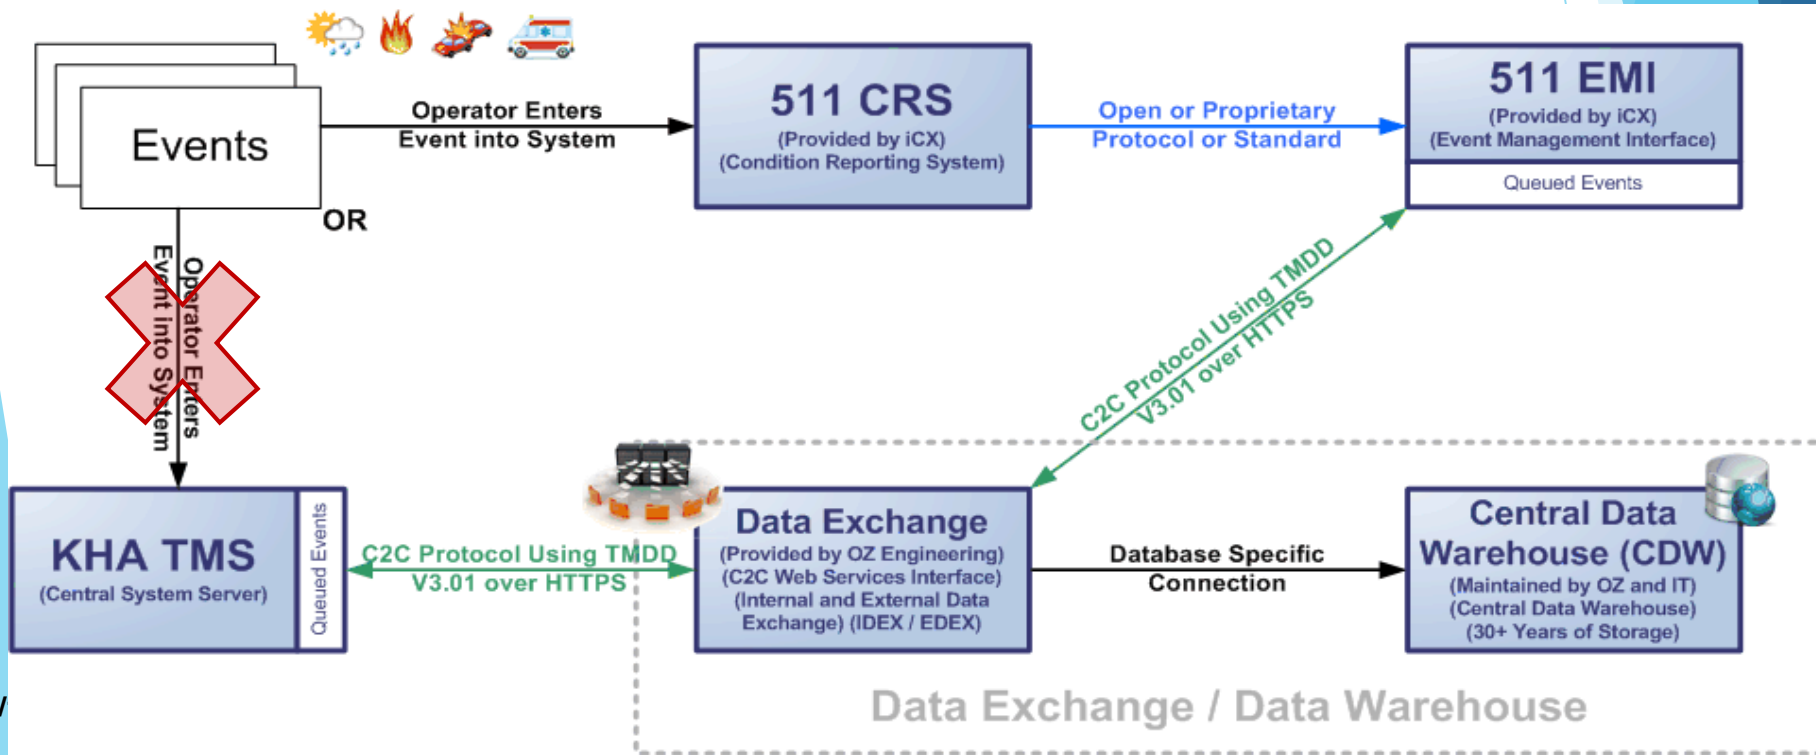 Events
OR
Operator Enters
Event into System
511 CRS
(Provided by iCX)
(Condition Reporting System)
Open or Proprietary
Protocol or Standard
511 EMI
(Provided by iCX)
(Event Management Interface)
Queued Events
Operator Enters
Event into System
C2C Protocol Using TMDD
V3.01 over HTTPS
KHA TMS
(Central System Server)
Queued Events
C2C Protocol Using TMDD
V3.01 over HTTPS
Data Exchange
(Provided by OZ Engineering)
(C2C Web Services Interface)
(Internal and External Data
Exchange) (IDEX / EDEX)
Database Specific
Connection
Central Data
Warehouse (CDW)
(Maintained by OZ and IT)
(Central Data Warehouse)
(30+ Years of Storage)
Data Exchange / Data Warehouse